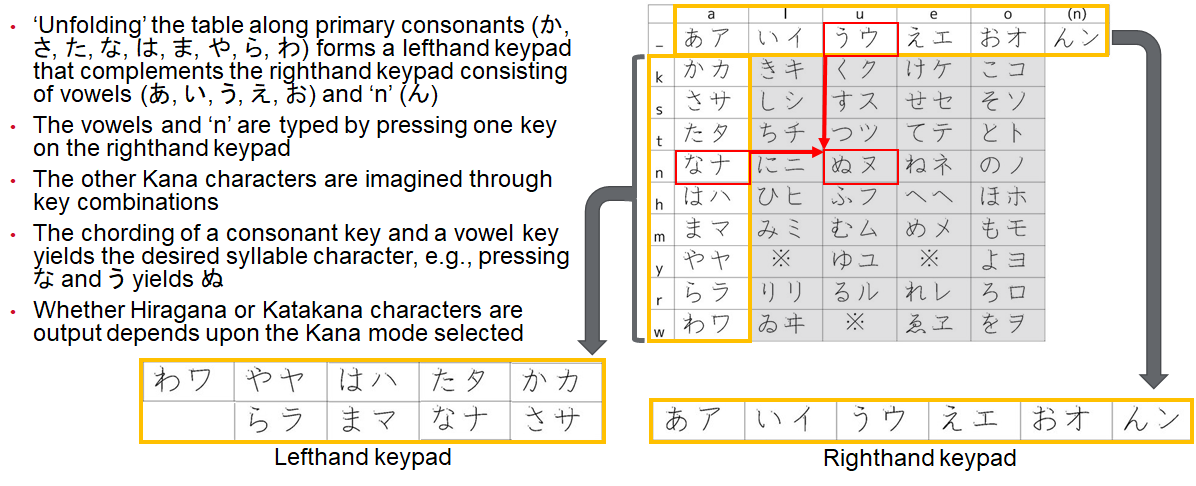 • ‘Unfolding’ the table along primary consonants (か,
さ, た, な, は, ま, や, ら, わ) forms a lefthand keypad
that complements the righthand keypad consisting
of vowels (あ, い, う, え, お) and ‘n’ (ん)
• The vowels and ‘n’ are typed by pressing one key
on the righthand keypad
• The other Kana characters are imagined through
key combinations
• The chording of a consonant key and a vowel key
yields the desired syllable character, e.g., pressing
な and う yields ぬ
• Whether Hiragana or Katakana characters are
output depends upon the Kana mode selected
a I u e o (n)
– あア いイ うウ えエ おオ んン
k かカ きキ くク けケ こコ
s さサ しシ すス せセ そソ
t たタ ちチ つツ てテ とト
n なナ にニ ぬヌ ねネ のノ
h はハ ひヒ ふフ へヘ ほホ
m まマ みミ むム めメ もモ
y やヤ ※ ゆユ ※ よヨ
r らラ りリ るル れレ ろロ
w わワ ゐヰ ※ ゑヱ をヲ
わワ やヤ はハ たタ かカ
らラ まマ なナ さサ
Lefthand keypad
あア いイ うウ えエ おオ んン
Righthand keypad